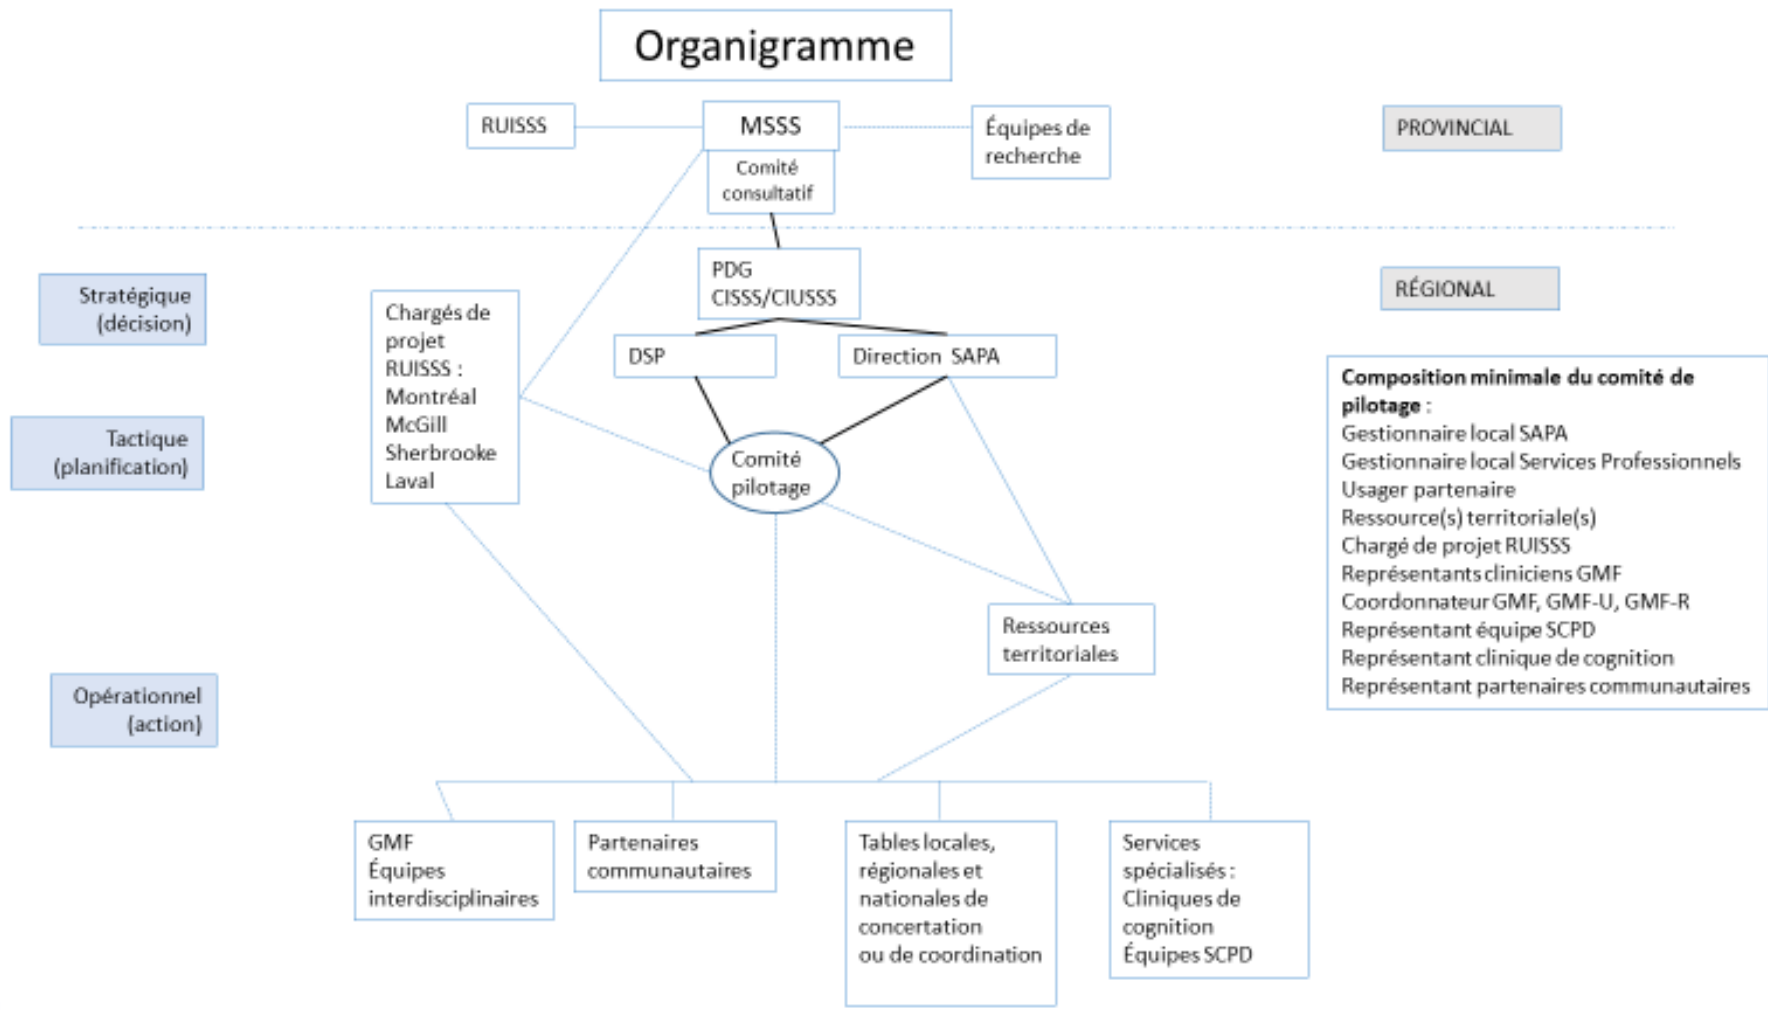 Organigramme
RUISSS
MSSS
Équipes de
recherche
PROVINCIAL
Comité
consultatif
PDG
CISSS/CIUSSS
RÉGIONAL
Stratégique
(décision)
Chargés de
projet
RUISSS :
Montréal
McGill
Sherbrooke
Laval
DSP
Direction SAPA
Tactique
(planification)
Comité
pilotage
Composition minimale du comité de
pilotage :
Gestionnaire local SAPA
Gestionnaire local Services Professionnels
Usager partenaire
Ressource(s) territoriale(s)
Chargé de projet RUISSS
Représentants cliniciens GMF
Coordonnateur GMF, GMF-U, GMF-R
Représentant équipe SCPD
Représentant clinique de cognition
Représentant partenaires communautaires
Ressources
territoriales
Opérationnel
(action)
GMF
Équipes
interdisciplinaires
Partenaires
communautaires
Tables locales,
régionales et
nationales de
concertation
ou de coordination
Services
spécialisés :
Cliniques de
cognition
Équipes SCPD